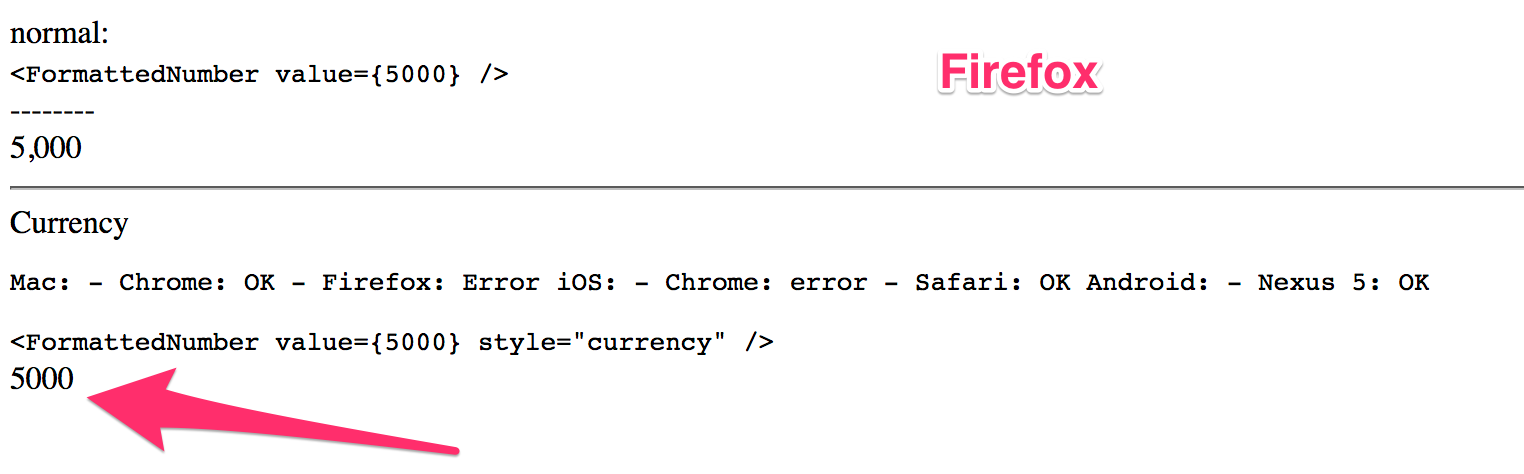 normal:
<FormattedNumber value={5000} />
Firefox
--------
5,000
Currency
Mac: - Chrome: OK - Firefox: Error iOS: - Chrome: error - Safari: OK Android: - Nexus 5: OK
<FormattedNumber value={5000} style="currency" />
5000